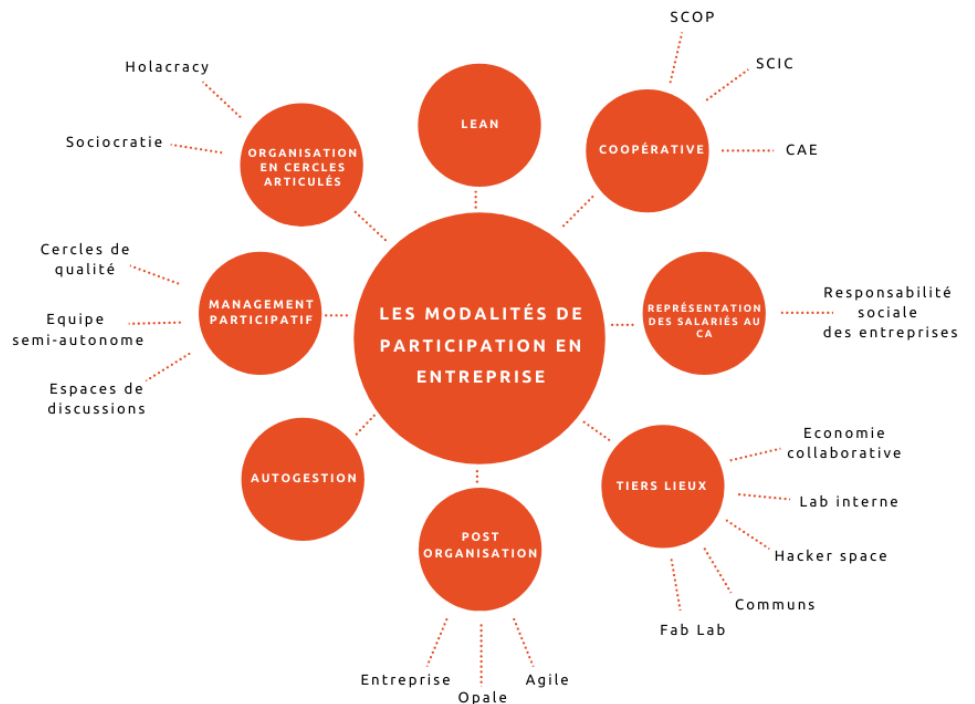 LES MODALITÉS DE
PARTICIPATION EN
ENTREPRISE
LEAN
COOPÉRATIVE
SCOP
SCIC
CAE
REPRÉSENTATION
DES SALARIÉS AU
CA
Responsabilité
sociale
des entreprises
TIERS LIEUX
Economie
collaborative
Lab interne
Hacker space
Communs
Fab Lab
POST
ORGANISATION
Agile
Opale
Entreprise
AUTOGESTION
MANAGEMENT
PARTICIPATIF
Espaces de
discussions
Equipe
semi-autonome
Cercles de
qualité
ORGANISATION
EN CERCLES
ARTICULÉS
Sociocratie
Holacracy